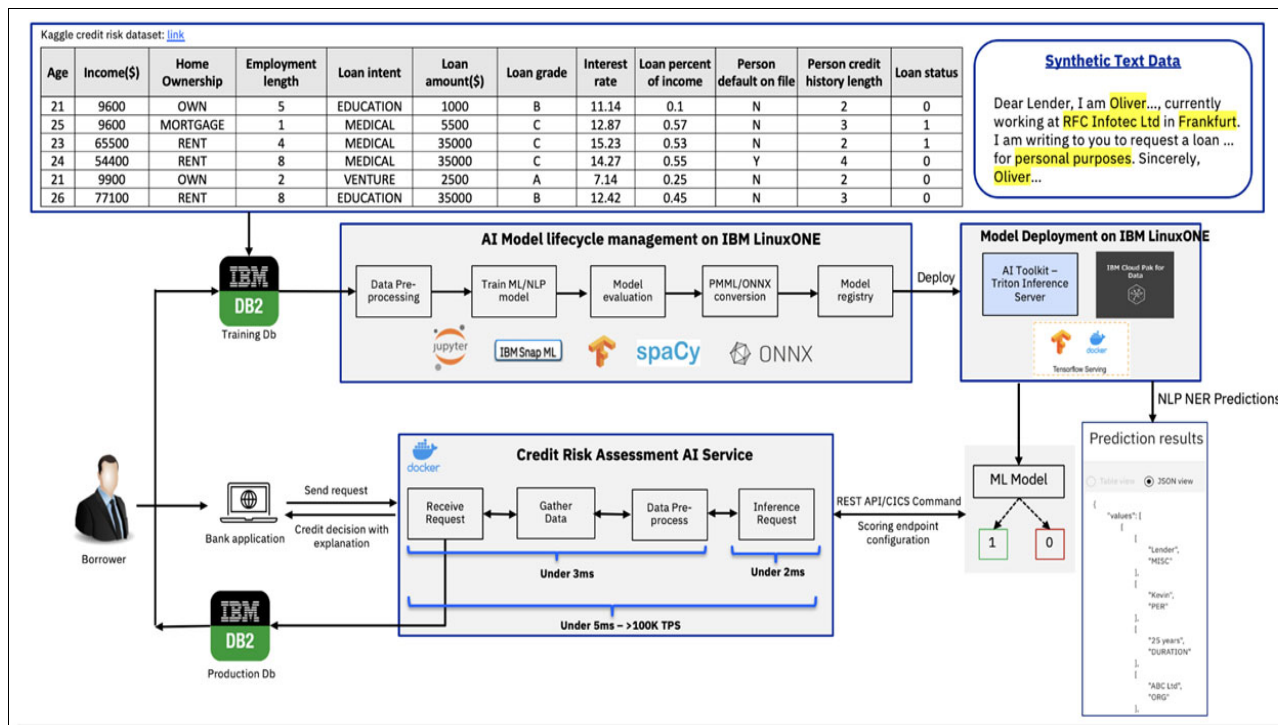 Kaggle credit risk dataset: link
Age Income($) Home Ownership Employment length Loan intent Loan amount($) Loan grade Interest rate Loan percent of income Person default on file Person credit history length Loan status
21 9600 OWN 5 EDUCATION 1000 B 11.14 0.1 N 2 0
25 9600 MORTGAGE 1 MEDICAL 5500 C 12.87 0.57 N 3 1
23 65500 RENT 4 MEDICAL 35000 C 15.23 0.53 N 2 1
24 54400 RENT 8 MEDICAL 35000 C 14.27 0.55 Y 4 0
21 9900 OWN 2 VENTURE 2500 A 7.14 0.25 N 2 0
26 77100 RENT 8 EDUCATION 35000 B 12.42 0.45 N 3 0
Synthetic Text Data
Dear Lender, I am Oliver..., currently
working at RFC Infotec Ltd in Frankfurt.
I am writing to you to request a loan ...
for personal purposes. Sincerely,
Oliver...
IBM
DB2
Training Db
AI Model lifecycle management on IBM LinuxONE
Data Pre-
processing
Train ML/NLP
model
Model
evaluation
PMML/ONNX
conversion
Model
registry
jupyter
IBM Snap ML
spaCy
ONNX
Deploy
Model Deployment on IBM LinuxONE
AI Toolkit –
Triton Inference
Server
IBM Cloud Pak for
Data
docker
Tensorflow Serving
NLP NER Predictions
Borrower
Bank application
Send request
Credit decision with
explanation
docker
Credit Risk Assessment AI Service
Receive
Request
Gather
Data
Data Pre-
process
Inference
Request
Under 3ms
Under 2ms
Under 5ms – >100K TPS
REST API/CICS Command
Scoring endpoint
configuration
ML Model
1
0
IBM
DB2
Production Db
Prediction results
Table view
JSON view
{
"values": [
[
[
"Lender",
"MISC"
],
[
"Kevin",
"PER"
],
[
"25 years",
"DURATION"
],
[
"ABC Ltd",
"ORG"
],